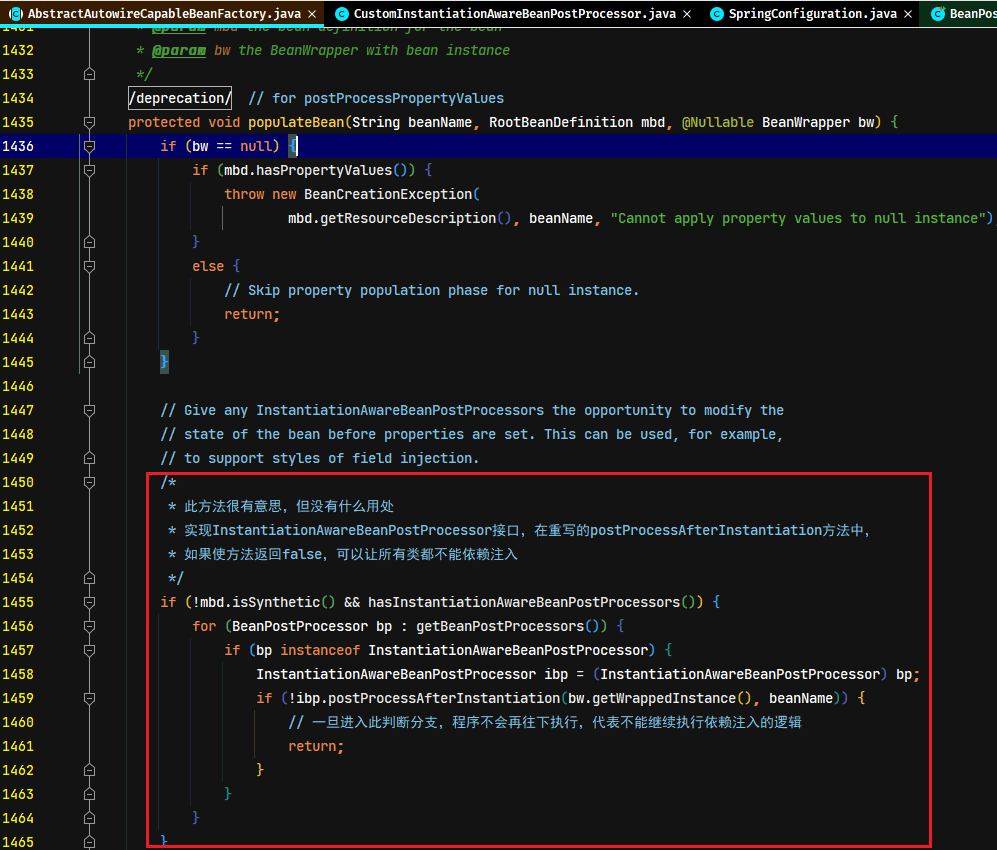 AbstractAutowireCapableBeanFactory.java × CustomInstantiationAwareBeanPostProcessor.java × SpringConfiguration.java × BeanPos
1431 * @param mbd the bean definition for the bean
1432 * @param bw the BeanWrapper with bean instance
1433 */
1434 /deprecation/ // for postProcessPropertyValues
1435 protected void populateBean(String beanName, RootBeanDefinition mbd, @Nullable BeanWrapper bw) {
1436 if (bw == null) {
1437 if (mbd.hasPropertyValues()) {
1438 throw new BeanCreationException(
1439 mbd.getResourceDescription(), beanName, "Cannot apply property values to null instance")
1440 }
1441 else {
1442 // Skip property population phase for null instance.
1443 return;
1444 }
1445 }
1446
1447 // Give any InstantiationAwareBeanPostProcessors the opportunity to modify the
1448 // state of the bean before properties are set. This can be used, for example,
1449 // to support styles of field injection.
1450 /*
1451 * 此方法很有意思，但没有什么用处
1452 * 实现InstantiationAwareBeanPostProcessor接口，在重写的postProcessAfterInstantiation方法中，
1453 * 如果使方法返回false，可以让所有类都不能依赖注入
1454 */
1455 if (!mbd.isSynthetic() && hasInstantiationAwareBeanPostProcessors()) {
1456 for (BeanPostProcessor bp : getBeanPostProcessors()) {
1457 if (bp instanceof InstantiationAwareBeanPostProcessor) {
1458 InstantiationAwareBeanPostProcessor ibp = (InstantiationAwareBeanPostProcessor) bp;
1459 if (!ibp.postProcessAfterInstantiation(bw.getWrappedInstance(), beanName)) {
1460 // 一旦进入此判断分支，程序不会再往下执行，代表不能继续执行依赖注入的逻辑
1461 return;
1462 }
1463 }
1464 }
1465 }